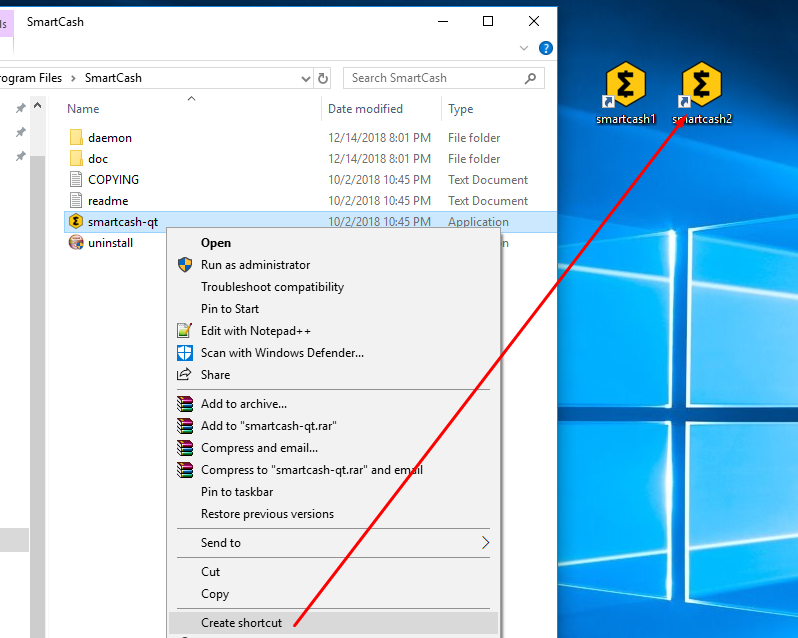 ls
SmartCash
rogram Files > SmartCash
Search SmartCash
smartcash1
smartcash2
Name
Date modified
Type
daemon 12/14/2018 8:01 PM File folder
doc 12/14/2018 8:01 PM File folder
COPYING 10/2/2018 10:45 PM Text Document
readme 10/2/2018 10:45 PM Text Document
smartcash-qt 10/2/2018 10:45 PM Application
uninstall
Open
Run as administrator
Troubleshoot compatibility
Pin to Start
Edit with Notepad++
Scan with Windows Defender...
Share
Add to archive...
Add to "smartcash-qt.rar"
Compress and email...
Compress to "smartcash-qt.rar" and email
Pin to taskbar
Restore previous versions
Send to
Cut
Copy
Create shortcut